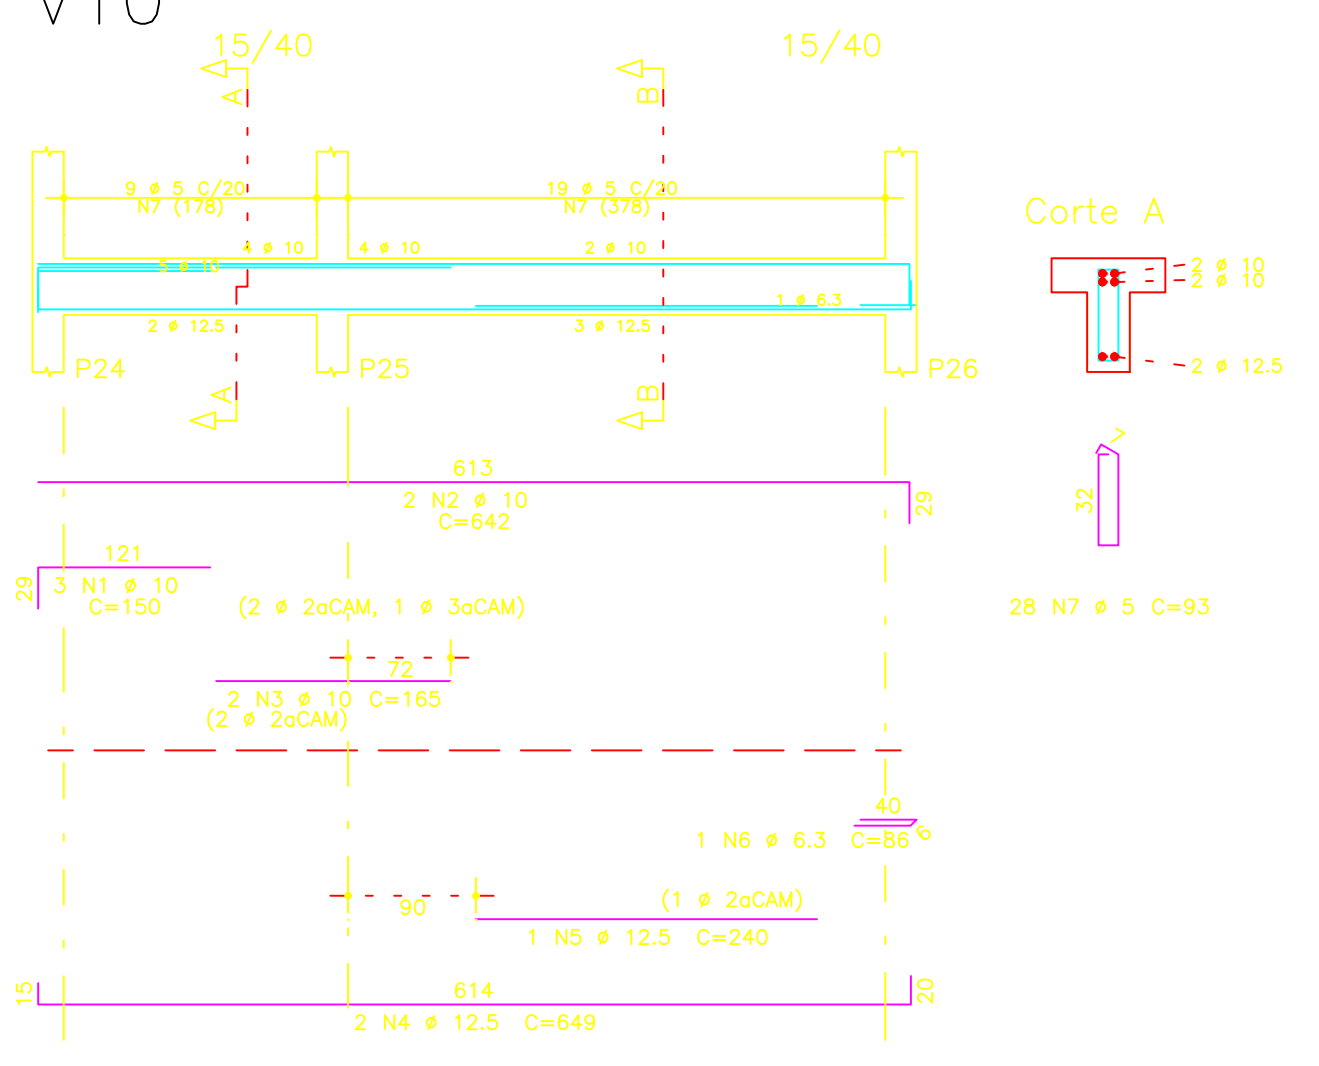 V10
15/40 15/40
A B
9 ø 5 C/20 19 ø 5 C/20
N7 (178) N7 (378)
Corte A
4 ø 10 4 ø 10 2 ø 10
5 ø 10 2 ø 10
2 ø 10
1 ø 6.3
2 ø 12.5 3 ø 12.5
P24 P25 P26 2 ø 12.5
A B
7
613
2 N2 ø 10 29 32
C=642
121
29 3 N1 ø 10
C=150 (2 ø 2aCAM, 1 ø 3aCAM) 28 N7 ø 5 C=93
72
2 N3 ø 10 C=165
(2 ø 2aCAM)
40
1 N6 ø 6.3 C=86 6
90 (1 ø 2aCAM)
1 N5 ø 12.5 C=240
15 614 20
2 N4 ø 12.5 C=649